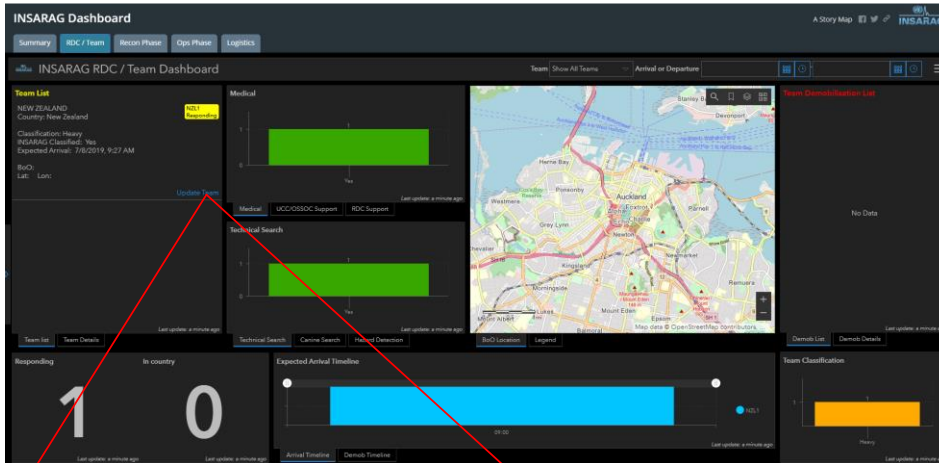 INSARAG Dashboard
A Story Map
INSARAG
Summary
RDC / Team
Recon Phase
Ops Phase
Logistics
INSARAG RDC / Team Dashboard
Team
Show All Teams
Arrival or Departure
Team List
NEW ZEALAND
Country: New Zealand
NZL1
Responding
Classification: Heavy
INSARAG Classified: Yes
Expected Arrival: 7/8/2019, 9:27 AM
BoO:
Lat: Lon:
Update Team
Last update: a minute ago
Team list
Team Details
Medical
1
1
0
Yes
Last update: a minute ago
Medical
UCC/OSSOC Support
RDC Support
Technical Search
1
1
0
Yes
Last update: a minute ago
Technical Search
Canine Search
Hazard Detection
Stanley
Devonport
Herne Bay
Ponsonby
Westmere
Auckland
Parnell
Grey Lynn
Newton
Newmarket
Kingsland
Remuera
Morningside
Mount Eden
Mount Albert
Epsom
Balmoral
Map data © OpenStreetMap contributors,
BoO Location
Legend
Team Demobilisation List
No Data
Last update: a minute
Demob List
Demob Details
Responding
1
Last update: a minute ago
In country
0
Last update: a minute ago
Expected Arrival Timeline
NZL1
09:00
Last update: a minute ago
Arrival Timeline
Demob Timeline
Team Classification
1
1
Heavy
Last update: a minute